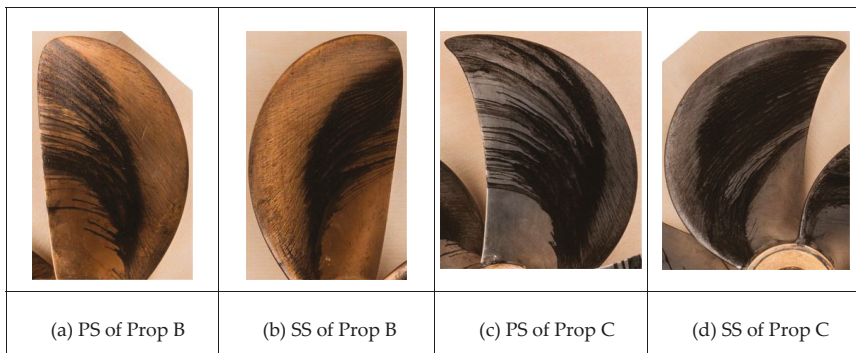 (a) PS of Prop B
(b) SS of Prop B
(c) PS of Prop C
(d) SS of Prop C